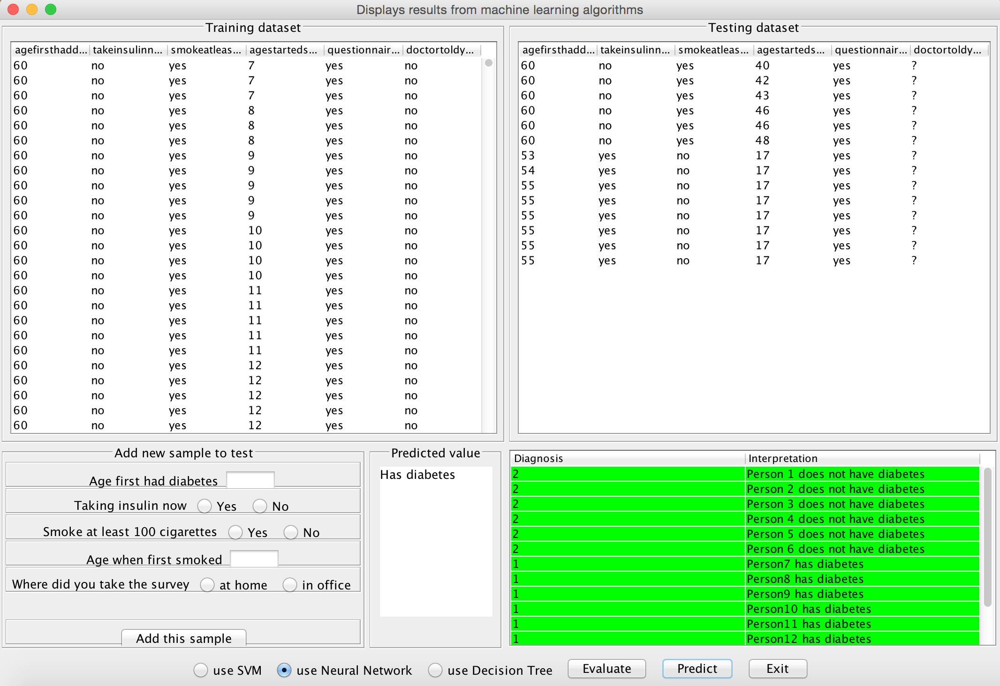 Displays results from machine learning algorithms
Training dataset
agefirsthadd... takeinsulinn... smokeatleas... agestarteds... questionnair... doctortoldy...
60 no yes 7 yes no
60 no yes 7 yes no
60 no yes 7 yes no
60 no yes 8 yes no
60 no yes 8 yes no
60 no yes 8 yes no
60 no yes 9 yes no
60 no yes 9 yes no
60 no yes 9 yes no
60 no yes 9 yes no
60 no yes 9 yes no
60 no yes 10 yes no
60 no yes 10 yes no
60 no yes 10 yes no
60 no yes 10 yes no
60 no yes 11 yes no
60 no yes 11 yes no
60 no yes 11 yes no
60 no yes 11 yes no
60 no yes 11 yes no
60 no yes 12 yes no
60 no yes 12 yes no
60 no yes 12 yes no
60 no yes 12 yes no
60 no yes 12 yes no
Testing dataset
agefirsthadd... takeinsulinn... smokeatleas... agestarteds... questionnair... doctortoldy...
60 no yes 40 yes ?
60 no yes 42 yes ?
60 no yes 43 yes ?
60 no yes 46 yes ?
60 no yes 46 yes ?
60 no yes 48 yes ?
53 yes no 17 yes ?
54 yes no 17 yes ?
55 yes no 17 yes ?
55 yes no 17 yes ?
55 yes no 17 yes ?
55 yes no 17 yes ?
55 yes no 17 yes ?
55 yes no 17 yes ?
Add new sample to test
Age first had diabetes
Taking insulin now Yes No
Smoke at least 100 cigarettes Yes No
Age when first smoked
Where did you take the survey at home in office
Add this sample
Predicted value
Has diabetes
Diagnosis Interpretation
2 Person 1 does not have diabetes
2 Person 2 does not have diabetes
2 Person 3 does not have diabetes
2 Person 4 does not have diabetes
2 Person 5 does not have diabetes
2 Person 6 does not have diabetes
1 Person7 has diabetes
1 Person8 has diabetes
1 Person9 has diabetes
1 Person10 has diabetes
1 Person11 has diabetes
1 Person12 has diabetes
use SVM use Neural Network use Decision Tree Evaluate Predict Exit